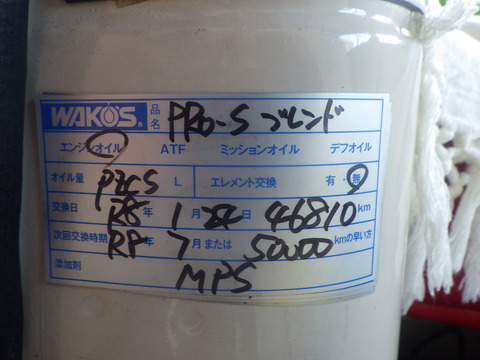 WAKO'S 品名 PRO-S ブレンド
エンジンオイル ATF ミッションオイル デフオイル
オイル量 L エレメント交換 有・無
交換日 R8年 1月 日 46810 km
次回交換時期 R8年 7月または 50000 kmの早い方
添加剤 MPS